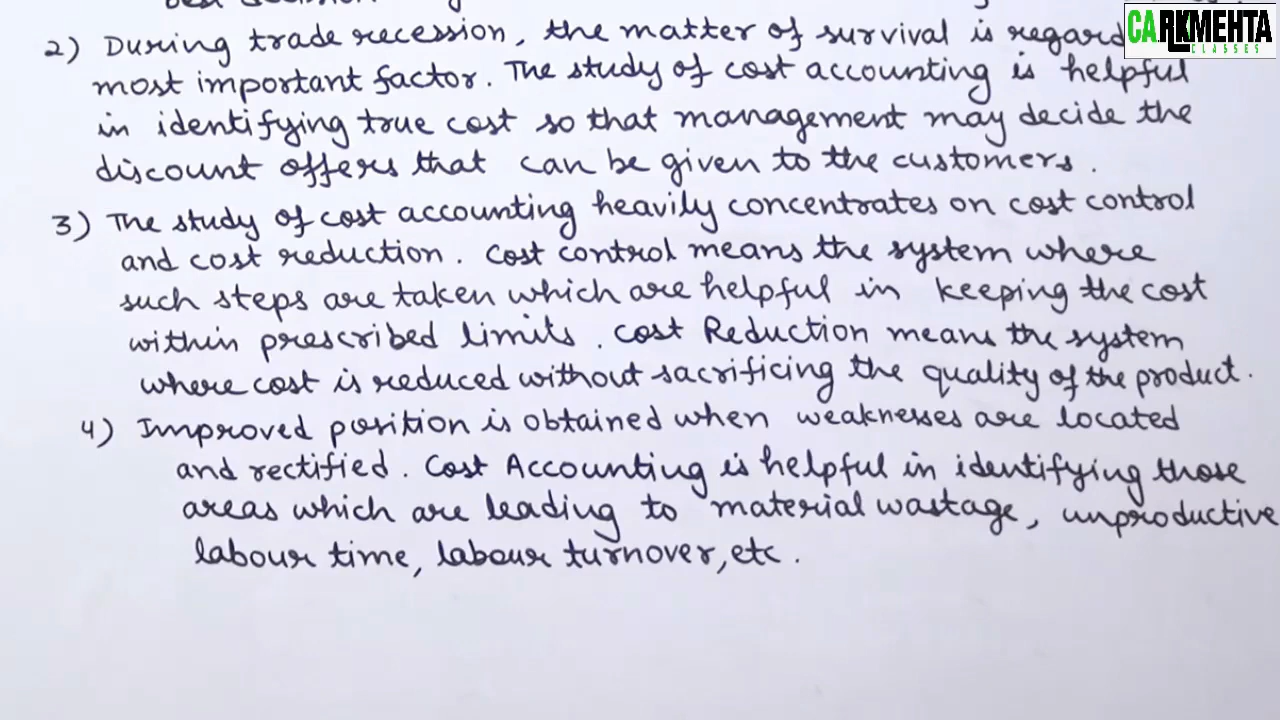 CARKMEHTA
CLASSES
2) During trade recession, the matter of survival is regard
most important factor. The study of cost accounting is helpful
in identifying true cost so that management may decide the
discount offers that can be given to the customers.
3) The study of cost accounting heavily concentrates on cost control
and cost reduction. Cost control means the system where
such steps are taken which are helpful in keeping the cost
within prescribed limits. Cost Reduction means the system
where cost is reduced without sacrificing the quality of the product.
4) Improved position is obtained when weaknesses are located
and rectified. Cost Accounting is helpful in identifying those
areas which are leading to material wastage, unproductive
labour time, labour turnover, etc.